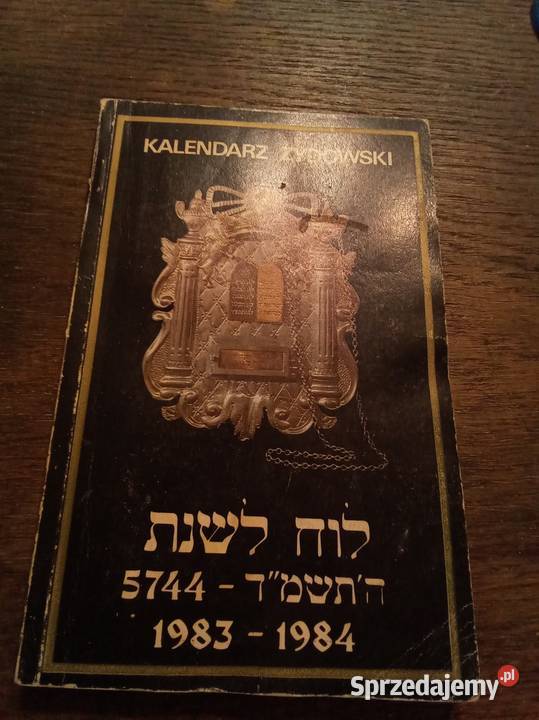 KALENDARZ ŻYDOWSKI
לוח לשנת
ה'תשמ"ד - 5744
1983 - 1984
Sprzedajemy.pl